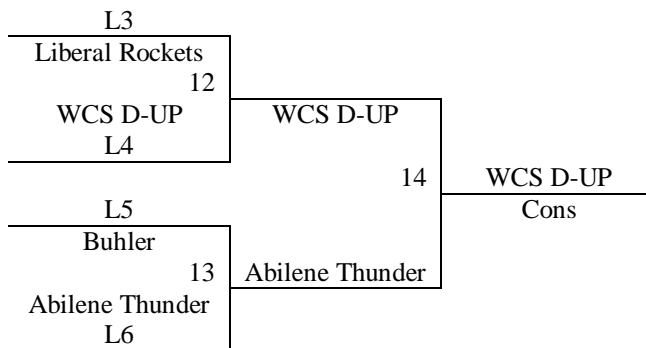 L3
Liberal Rockets
12
WCS D-UP
WCS D-UP
L4
14
WCS D-UP
L5
Cons
Buhler
13
Abilene Thunder
Abilene Thunder
L6